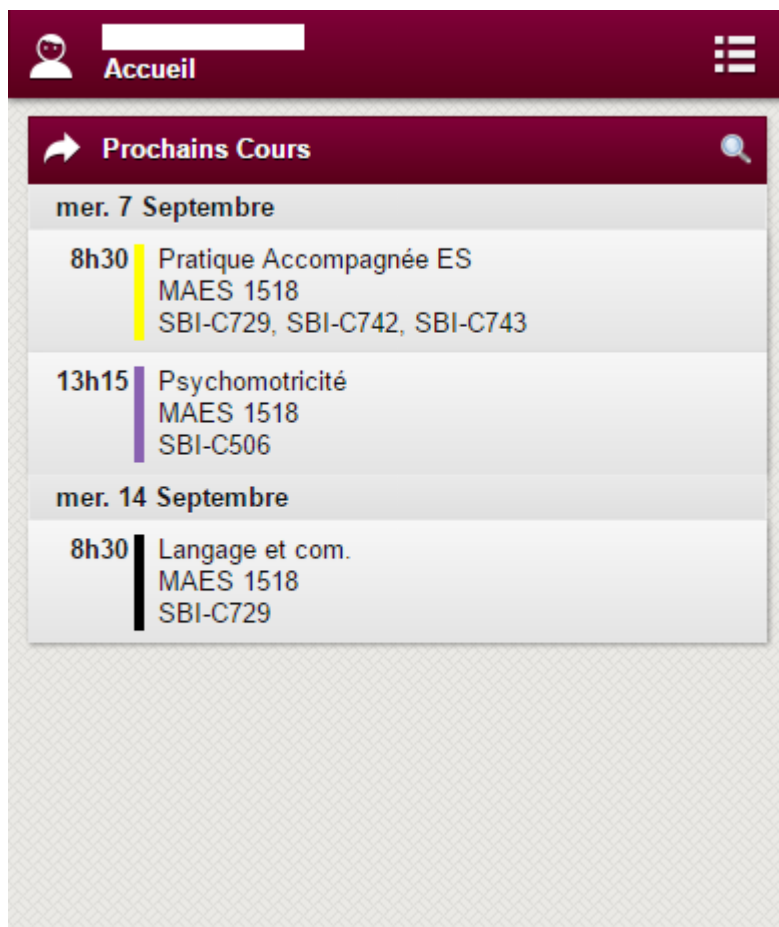 Accueil
Prochains Cours
mer. 7 Septembre
8h30 Pratique Accompagnée ES
MAES 1518
SBI-C729, SBI-C742, SBI-C743
13h15 Psychomotricité
MAES 1518
SBI-C506
mer. 14 Septembre
8h30 Langage et com.
MAES 1518
SBI-C729